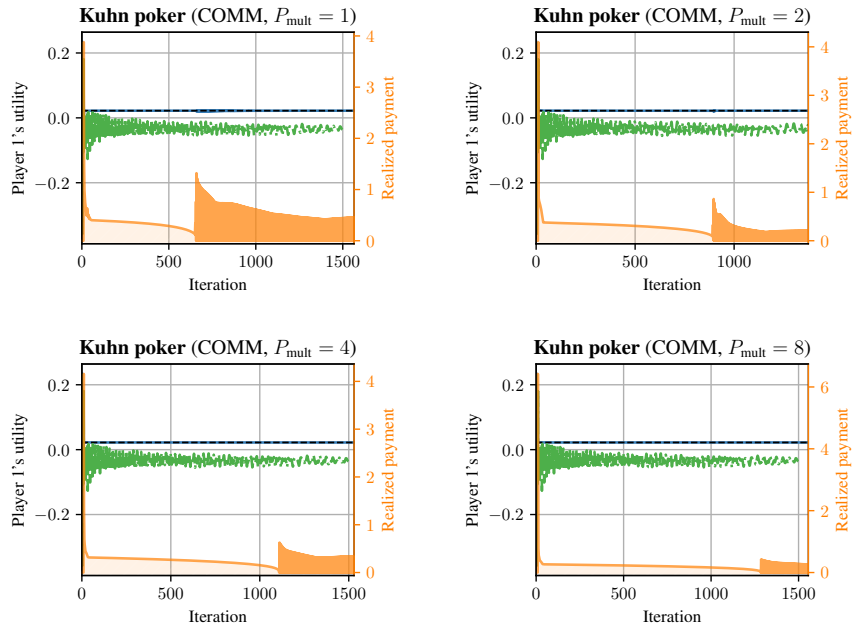 Kuhn poker (COMM, P_mult = 1)
Player 1's utility
0.2
0.0
−0.2
0
500
1000
1500
Iteration
4
3
2
1
0
Realized payment
Kuhn poker (COMM, P_mult = 2)
Player 1's utility
0.2
0.0
−0.2
0
500
1000
Iteration
4
3
2
1
0
Realized payment
Kuhn poker (COMM, P_mult = 4)
Player 1's utility
0.2
0.0
−0.2
0
500
1000
1500
Iteration
4
3
2
1
0
Realized payment
Kuhn poker (COMM, P_mult = 8)
Player 1's utility
0.2
0.0
−0.2
0
500
1000
1500
Iteration
6
4
2
0
Realized payment